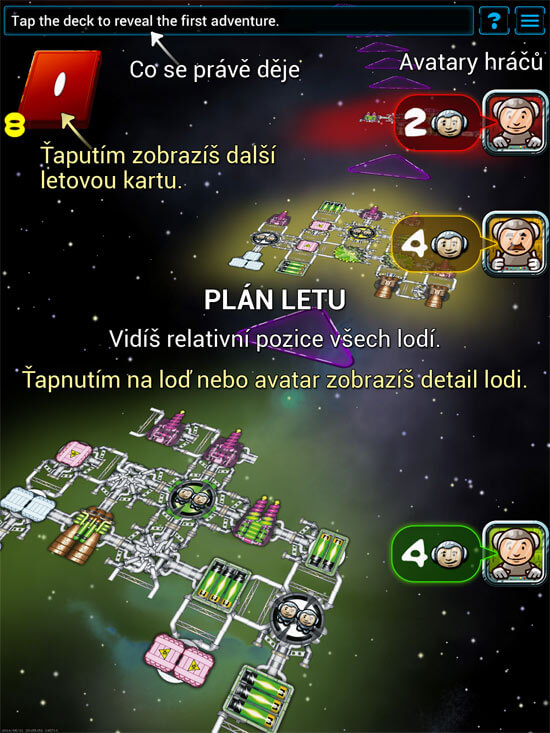 Tap the deck to reveal the first adventure.
?
Co se právě děje
Avatary hráčů
8
2
Ťaputím zobrazíš další
letovou kartu.
4
PLÁN LETU
Vidíš relativní pozice všech lodí.
Ťapnutím na loď nebo avatar zobrazíš detail lodi.
4